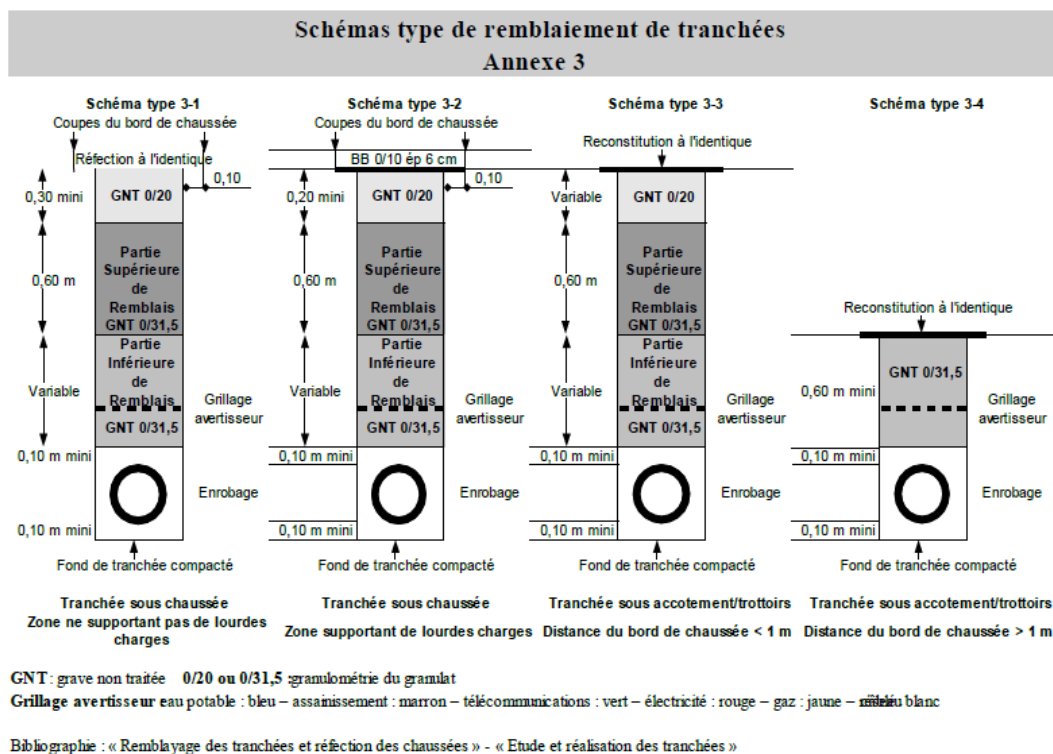 Schémas type de remblaiement de tranchées
Annexe 3
Schéma type 3-1
Coupes du bord de chaussée
Réfection à l'identique
0,10
0,30 mini
GNT 0/20
0,60 m
Partie
Supérieure
de
Remblais
GNT 0/31,5
Variable
Partie
Inférieure
de
Remblais
GNT 0/31,5
Grillage
avertisseur
0,10 m mini
Enrobage
0,10 m mini
Fond de tranchée compacté
Tranchée sous chaussée
Zone ne supportant pas de lourdes
charges
Schéma type 3-2
Coupes du bord de chaussée
BB 0/10 ép 6 cm
0,10
0,20 mini
GNT 0/20
0,60 m
Partie
Supérieure
de
Remblais
GNT 0/31,5
Variable
Partie
Inférieure
de
Remblais
GNT 0/31,5
Grillage
avertisseur
0,10 m mini
Enrobage
0,10 m mini
Fond de tranchée compacté
Tranchée sous chaussée
Zone supportant de lourdes charges
Schéma type 3-3
Reconstitution à l'identique
Variable
GNT 0/20
0,60 m
Partie
Supérieure
de
Remblais
GNT 0/31,5
Variable
Partie
Inférieure
de
Remblais
GNT 0/31,5
Grillage
avertisseur
0,10 m mini
Enrobage
0,10 m mini
Fond de tranchée compacté
Tranchée sous accotement/trottoirs
Distance du bord de chaussée < 1 m
Schéma type 3-4
Reconstitution à l'identique
0,60 m mini
GNT 0/31,5
Grillage
avertisseur
0,10 m mini
Enrobage
0,10 m mini
Fond de tranchée compacté
Tranchée sous accotement/trottoirs
Distance du bord de chaussée > 1 m
GNT : grave non traitée 0/20 ou 0/31,5 :granulométrie du granulat
Grillage avertisseur eau potable : bleu – assainissement : marron – télécommunications : vert – électricité : rouge – gaz : jaune – blanc
Bibliographie : « Remblayage des tranchées et réfection des chaussées » - « Etude et réalisation des tranchées »